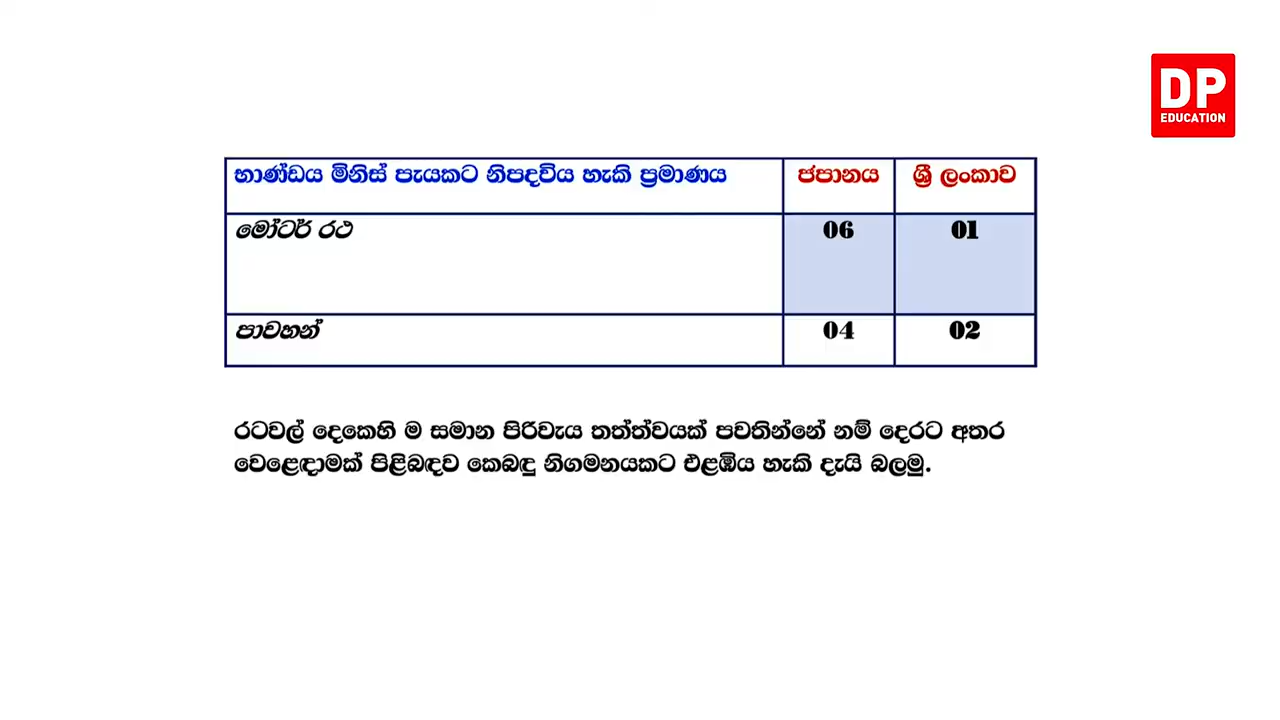 DP
EDUCATION
භාණ්ඩය මිනිස් පැයකට නිපදවිය හැකි ප්‍රමාණය ජපානය ශ්‍රී ලංකාව
මෝටර් රථ 06 01
පාවහන් 04 02
රටවල් දෙකෙහි ම සමාන පිරිවැය තත්ත්වයක් පවතින්නේ නම් දෙරට අතර
වෙළෙඳාමක් පිළිබඳව කෙබඳු නිගමනයකට එළඹිය හැකි දැයි බලමු.